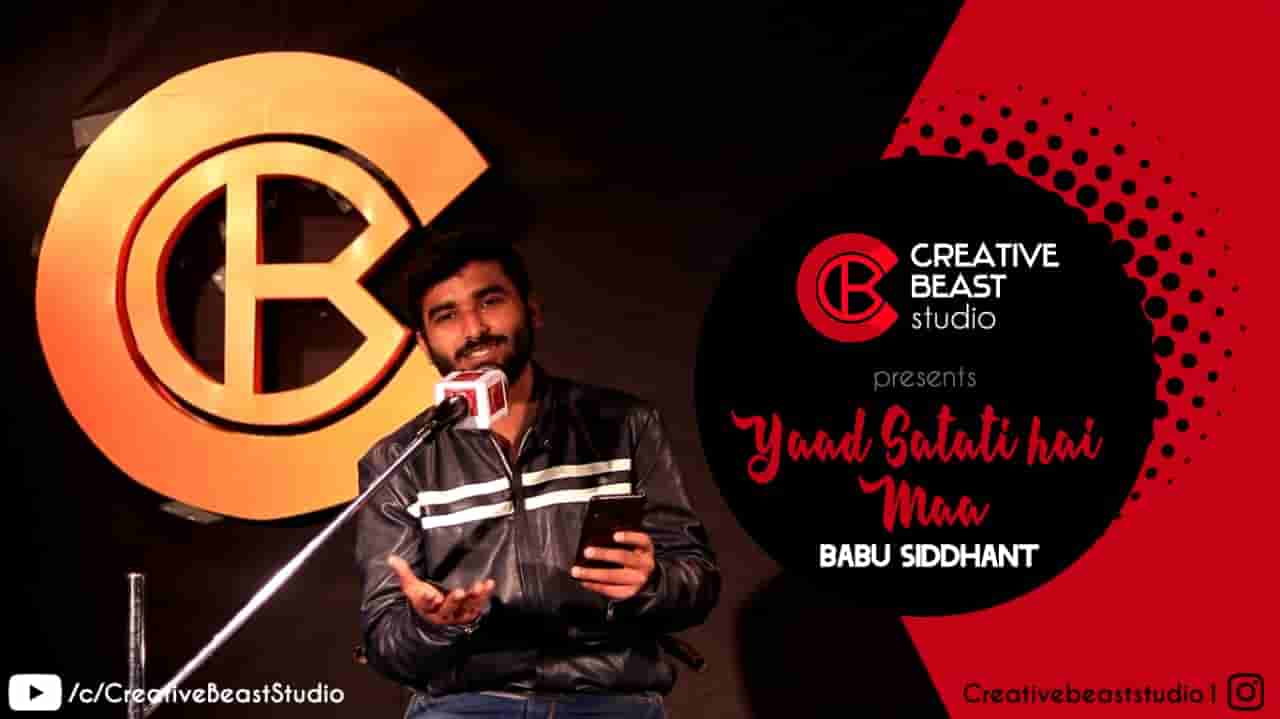 CREATIVE
BEAST
studio
presents
Yaad Satati hai
Maa
BABU SIDDHANT
/c/CreativeBeastStudio
Creativebeaststudio1